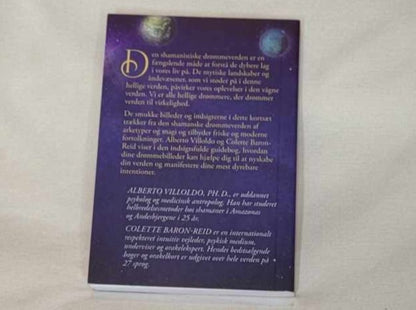 Den shamanistiske drømmeverden er en
fængslende måde at forstå de dybere lag
i vores liv på. De mytiske landskaber og
åndevæsener, som vi støder på i denne
hellige verden, påvirker vores oplevelser i den vågne
verden. Vi er alle hellige drømmere, der drømmer
verden til virkelighed.
De smukke billeder og indsigterne i dette kortsæt
trækker fra den shamanske drømmeverden af
arketyper og magi og tilbyder friske og moderne
fortolkninger. Alberto Villoldo og Colette Baron-
Reid viser i den indsigtsfulde guidebog, hvordan
dine drømmebilleder kan hjælpe dig til at nyskabe
din verden og manifestere dine mest dyrebare
intentioner.
ALBERTO VILLOLDO, PH. D., er uddannet
psykolog og medicinsk antropolog. Han har studeret
helbredelsesmetoder hos shamaner i Amazonas
og Andesbjergene i 25 år.
COLETTE BARON-REID er en internationalt
respekteret intuitiv vejleder, psykisk medium,
underviser og orakelekspert. Hendes bedstsælgende
bøger og orakelkort er udgivet over hele verden på
27 sprog.